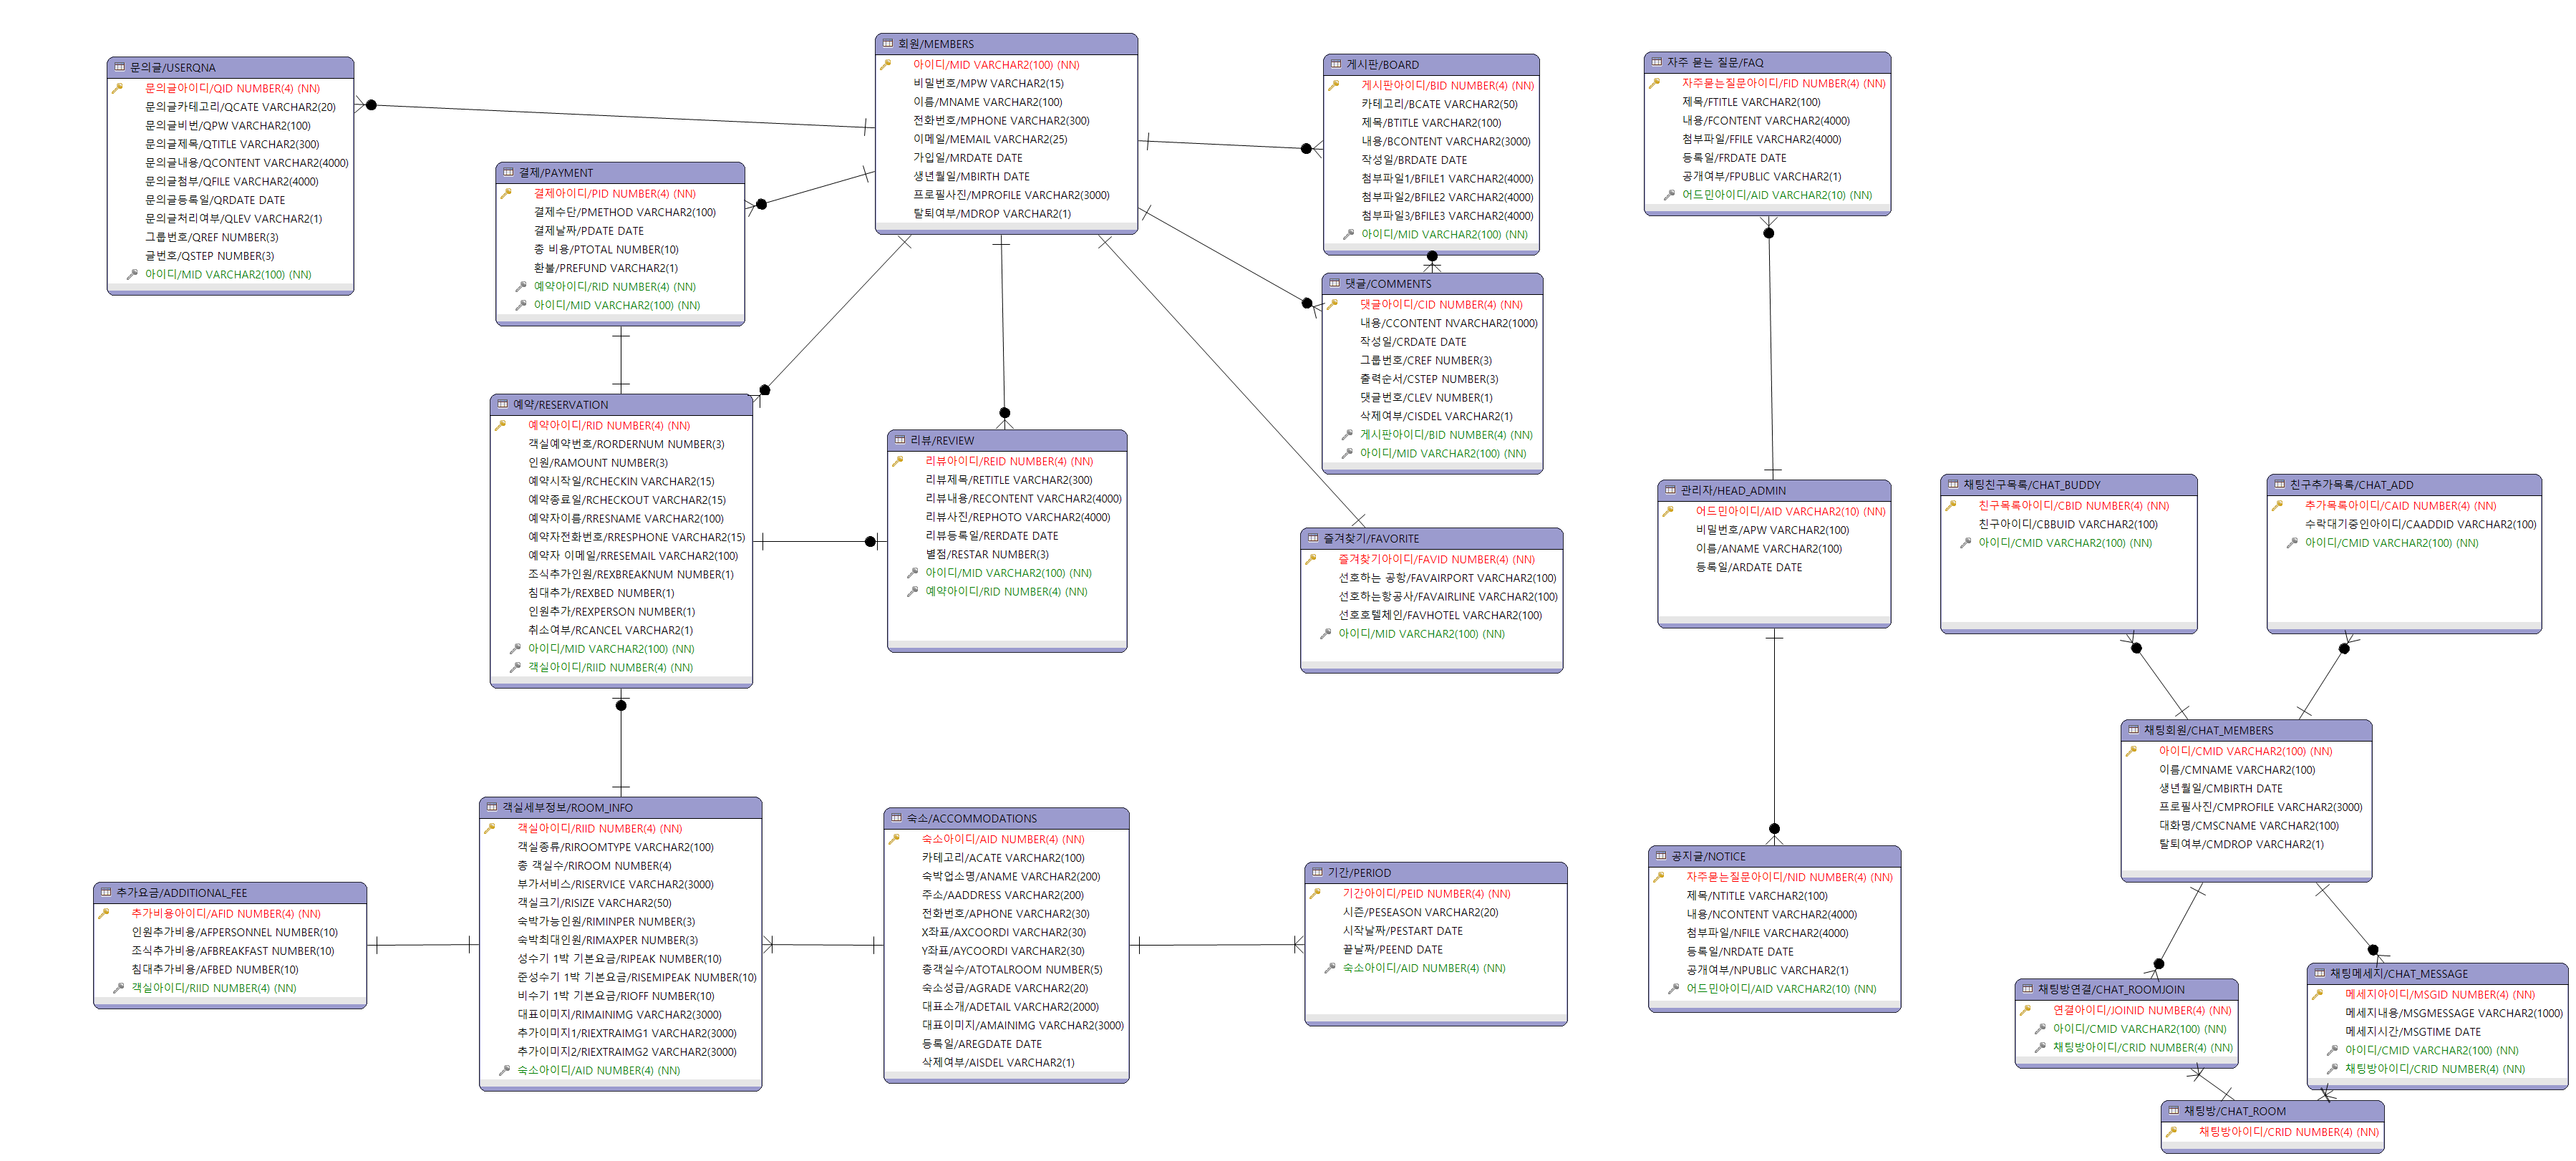 문의글/USERQNA
문의글아이디/QID NUMBER(4) (NN)
문의글카테고리/QCATE VARCHAR2(20)
문의글비번/QPW VARCHAR2(100)
문의글제목/QTITLE VARCHAR2(300)
문의글내용/QCONTENT VARCHAR2(4000)
문의글첨부/QFILE VARCHAR2(4000)
문의글등록일/QRDATE DATE
문의글처리여부/QLEV VARCHAR2(1)
그룹번호/QREF NUMBER(3)
글번호/QSTEP NUMBER(3)
아이디/MID VARCHAR2(100) (NN)
결제/PAYMENT
결제아이디/PID NUMBER(4) (NN)
결제수단/PMETHOD VARCHAR2(100)
결제날짜/PDATE DATE
총 비용/PTOTAL NUMBER(10)
환불/PREFUND VARCHAR2(1)
예약아이디/RID NUMBER(4) (NN)
아이디/MID VARCHAR2(100) (NN)
회원/MEMBERS
아이디/MID VARCHAR2(100) (NN)
비밀번호/MPW VARCHAR2(15)
이름/MNAME VARCHAR2(100)
전화번호/MPHONE VARCHAR2(300)
이메일/MEMAIL VARCHAR2(25)
가입일/MRDATE DATE
생년월일/MBIRTH DATE
프로필사진/MPROFILE VARCHAR2(3000)
탈퇴여부/MDROP VARCHAR2(1)
게시판/BOARD
게시판아이디/BID NUMBER(4) (NN)
카테고리/BCATE VARCHAR2(50)
제목/BTITLE VARCHAR2(100)
내용/BCONTENT VARCHAR2(3000)
작성일/BRDATE DATE
첨부파일1/BFILE1 VARCHAR2(4000)
첨부파일2/BFILE2 VARCHAR2(4000)
첨부파일3/BFILE3 VARCHAR2(4000)
아이디/MID VARCHAR2(100) (NN)
자주 묻는 질문/FAQ
자주묻는질문아이디/FID NUMBER(4) (NN)
제목/FTITLE VARCHAR2(100)
내용/FCONTENT VARCHAR2(4000)
첨부파일/FFILE VARCHAR2(4000)
등록일/FRDATE DATE
공개여부/FPUBLIC VARCHAR2(1)
어드민아이디/AID VARCHAR2(10) (NN)
댓글/COMMENTS
댓글아이디/CID NUMBER(4) (NN)
내용/CCONTENT NVARCHAR2(1000)
작성일/CRDATE DATE
그룹번호/CREF NUMBER(3)
출력순서/CSTEP NUMBER(3)
댓글번호/CLEV NUMBER(1)
삭제여부/CISDEL VARCHAR2(1)
게시판아이디/BID NUMBER(4) (NN)
아이디/MID VARCHAR2(100) (NN)
예약/RESERVATION
예약아이디/RID NUMBER(4) (NN)
객실예약번호/RORDERNUM NUMBER(3)
인원/RAMOUNT NUMBER(3)
예약시작일/RCHECKIN VARCHAR2(15)
예약종료일/RCHECKOUT VARCHAR2(15)
예약자이름/RRESNAME VARCHAR2(100)
예약자전화번호/RRESPHONE VARCHAR2(15)
예약자 이메일/RRESEMAIL VARCHAR2(100)
조식추가인원/REXBREAKNUM NUMBER(1)
침대추가/REXBED NUMBER(1)
인원추가/REXPERSON NUMBER(1)
취소여부/RCANCEL VARCHAR2(1)
아이디/MID VARCHAR2(100) (NN)
객실아이디/RIID NUMBER(4) (NN)
리뷰/REVIEW
리뷰아이디/REID NUMBER(4) (NN)
리뷰제목/RETITLE VARCHAR2(300)
리뷰내용/RECONTENT VARCHAR2(4000)
리뷰사진/REPHOTO VARCHAR2(4000)
리뷰등록일/RERDATE DATE
별점/RESTAR NUMBER(3)
아이디/MID VARCHAR2(100) (NN)
예약아이디/RID NUMBER(4) (NN)
즐겨찾기/FAVORITE
즐겨찾기아이디/FAVID NUMBER(4) (NN)
선호하는 공항/FAVAIRPORT VARCHAR2(100)
선호하는항공사/FAVAIRLINE VARCHAR2(100)
선호호텔체인/FAVHOTEL VARCHAR2(100)
아이디/MID VARCHAR2(100) (NN)
관리자/HEAD_ADMIN
어드민아이디/AID VARCHAR2(10) (NN)
비밀번호/APW VARCHAR2(100)
이름/ANAME VARCHAR2(100)
등록일/ARDATE DATE
채팅친구목록/CHAT_BUDDY
친구목록아이디/CBID NUMBER(4) (NN)
친구아이디/CBBUID VARCHAR2(100)
아이디/CMID VARCHAR2(100) (NN)
친구추가목록/CHAT_ADD
추가목록아이디/CAID NUMBER(4) (NN)
수락대기중인아이디/CAADDID VARCHAR2(100)
아이디/CMID VARCHAR2(100) (NN)
채팅회원/CHAT_MEMBERS
아이디/CMID VARCHAR2(100) (NN)
이름/CMNAME VARCHAR2(100)
생년월일/CMBIRTH DATE
프로필사진/CMPROFILE VARCHAR2(3000)
대화명/CMSCNAME VARCHAR2(100)
탈퇴여부/CMDROP VARCHAR2(1)
추가요금/ADDITIONAL_FEE
추가비용아이디/AFID NUMBER(4) (NN)
인원추가비용/AFPERSONNEL NUMBER(10)
조식추가비용/AFBREAKFAST NUMBER(10)
침대추가비용/AFBED NUMBER(10)
객실아이디/RIID NUMBER(4) (NN)
객실세부정보/ROOM_INFO
객실아이디/RIID NUMBER(4) (NN)
객실종류/RIROOMTYPE VARCHAR2(100)
총 객실수/RIROOM NUMBER(4)
부가서비스/RISERVICE VARCHAR2(3000)
객실크기/RISIZE VARCHAR2(50)
숙박가능인원/RIMINPER NUMBER(3)
숙박최대인원/RIMAXPER NUMBER(3)
성수기 1박 기본요금/RIPEAK NUMBER(10)
준성수기 1박 기본요금/RISEMIPEAK NUMBER(10)
비수기 1박 기본요금/RIOFF NUMBER(10)
대표이미지/RIMAINIMG VARCHAR2(3000)
추가이미지1/RIEXTRAIMG1 VARCHAR2(3000)
추가이미지2/RIEXTRAIMG2 VARCHAR2(3000)
숙소아이디/AID NUMBER(4) (NN)
숙소/ACCOMMODATIONS
숙소아이디/AID NUMBER(4) (NN)
카테고리/ACATE VARCHAR2(100)
숙박업소명/ANAME VARCHAR2(200)
주소/AADDRESS VARCHAR2(200)
전화번호/APHONE VARCHAR2(30)
X좌표/AXCOORDI VARCHAR2(30)
Y좌표/AYCOORDI VARCHAR2(30)
총객실수/ATOTALROOM NUMBER(5)
숙소성급/AGRADE VARCHAR2(20)
대표소개/ADETAIL VARCHAR2(2000)
대표이미지/AMAINIMG VARCHAR2(3000)
등록일/AREGDATE DATE
삭제여부/AISDEL VARCHAR2(1)
기간/PERIOD
기간아이디/PEID NUMBER(4) (NN)
시즌/PESEASON VARCHAR2(20)
시작날짜/PESTART DATE
끝날짜/PEEND DATE
숙소아이디/AID NUMBER(4) (NN)
공지글/NOTICE
자주묻는질문아이디/NID NUMBER(4) (NN)
제목/NTITLE VARCHAR2(100)
내용/NCONTENT VARCHAR2(4000)
첨부파일/NFILE VARCHAR2(4000)
등록일/NRDATE DATE
공개여부/NPUBLIC VARCHAR2(1)
어드민아이디/AID VARCHAR2(10) (NN)
채팅방연결/CHAT_ROOMJOIN
연결아이디/JOINID NUMBER(4) (NN)
아이디/CMID VARCHAR2(100) (NN)
채팅방아이디/CRID NUMBER(4) (NN)
채팅메세지/CHAT_MESSAGE
메세지아이디/MSGID NUMBER(4) (NN)
메세지내용/MSGMESSAGE VARCHAR2(1000)
메세지시간/MSGTIME DATE
아이디/CMID VARCHAR2(100) (NN)
채팅방아이디/CRID NUMBER(4) (NN)
채팅방/CHAT_ROOM
채팅방아이디/CRID NUMBER(4) (NN)